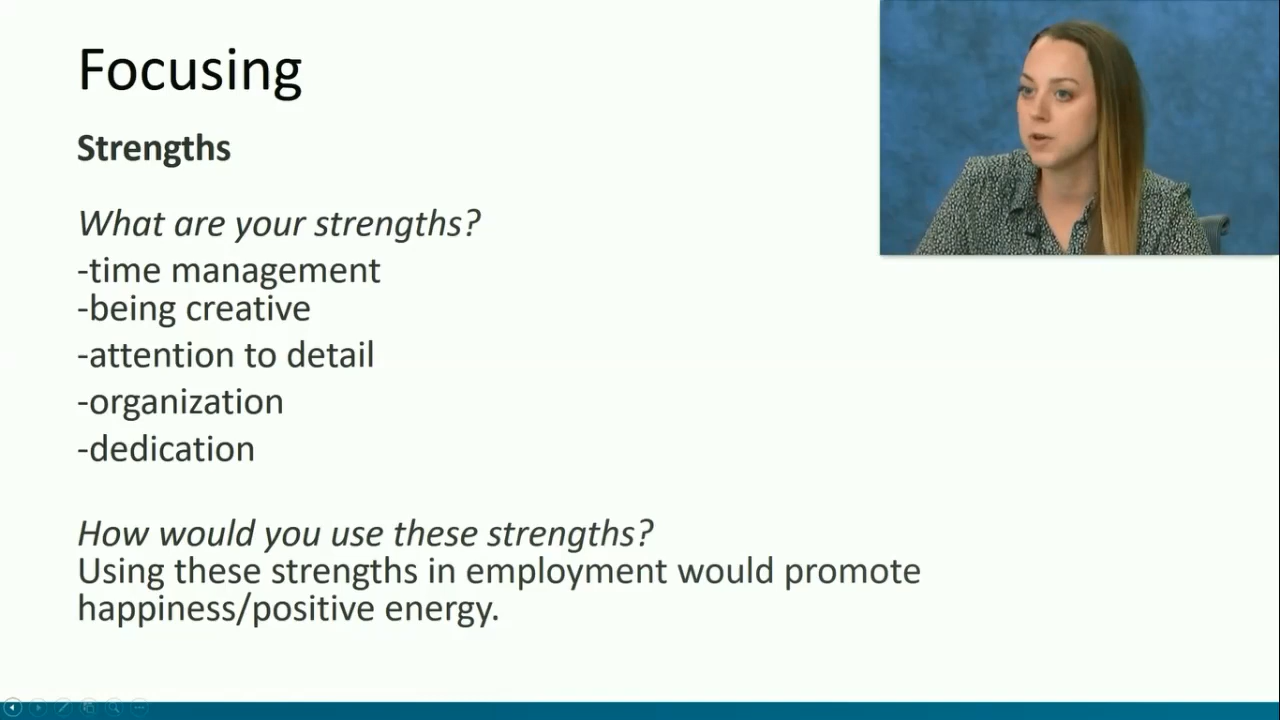 Focusing
Strengths
What are your strengths?
-time management
-being creative
-attention to detail
-organization
-dedication
How would you use these strengths?
Using these strengths in employment would promote
happiness/positive energy.